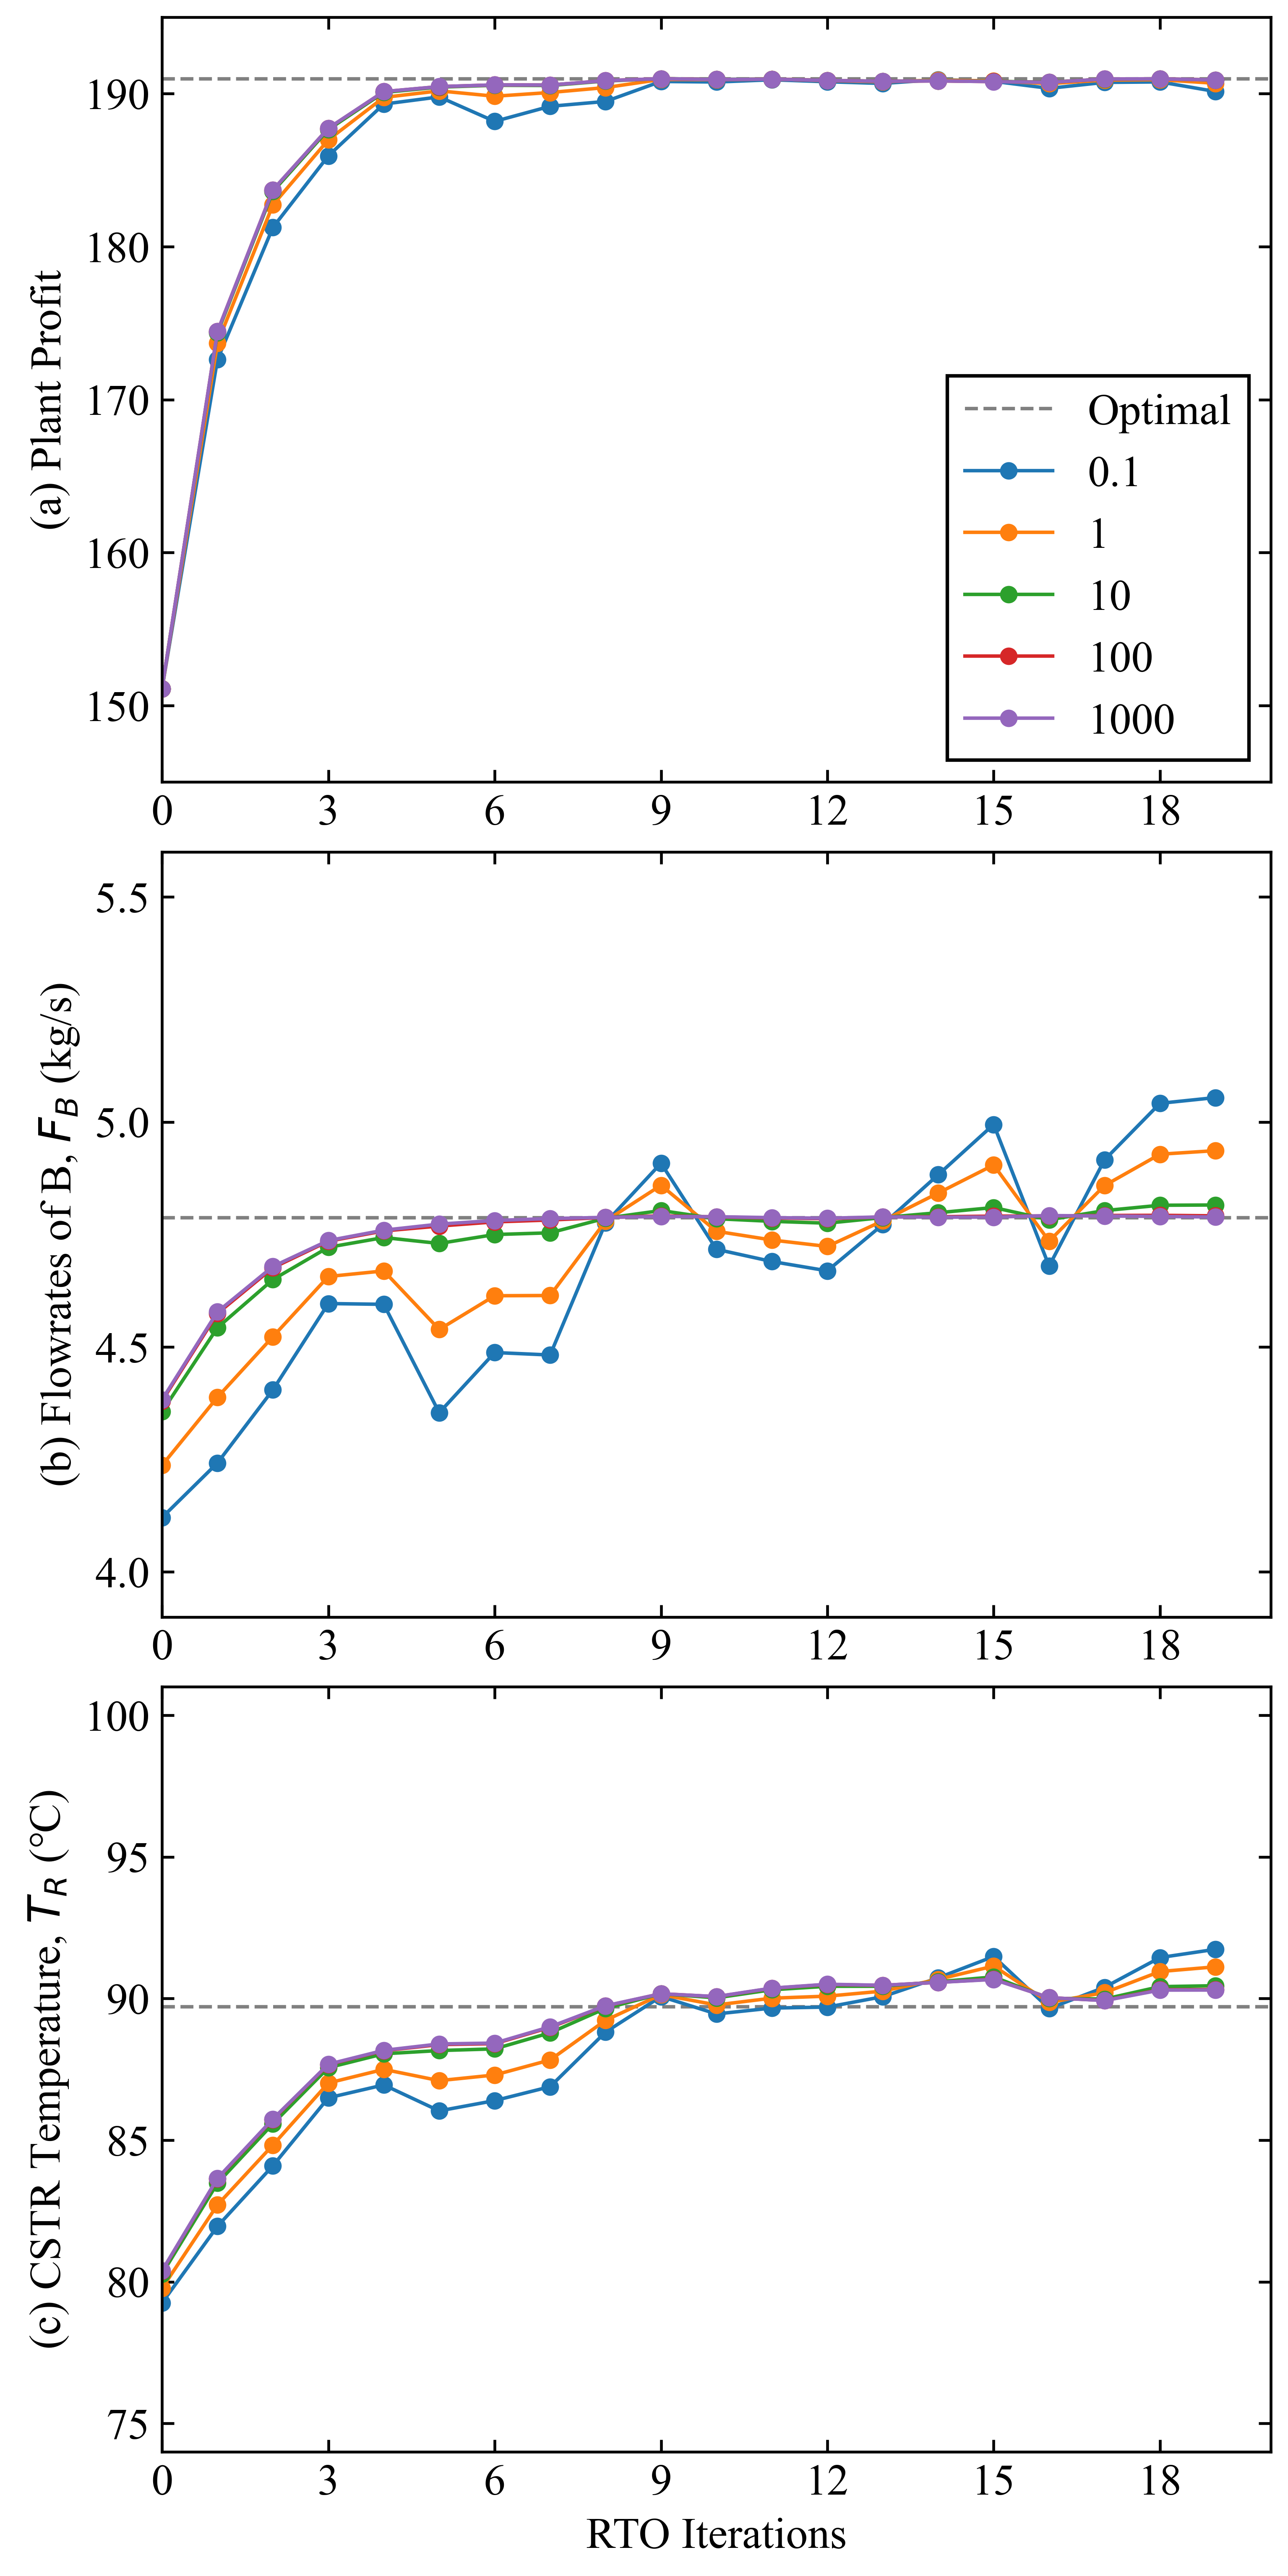 (a) Plant Profit
190
180
170
160
150
Optimal
0.1
1
10
100
1000
0 3 6 9 12 15 18
(b) Flowrates of B, F_B (kg/s)
5.5
5.0
4.5
4.0
0 3 6 9 12 15 18
(c) CSTR Temperature, T_R (°C)
100
95
90
85
80
75
0 3 6 9 12 15 18
RTO Iterations